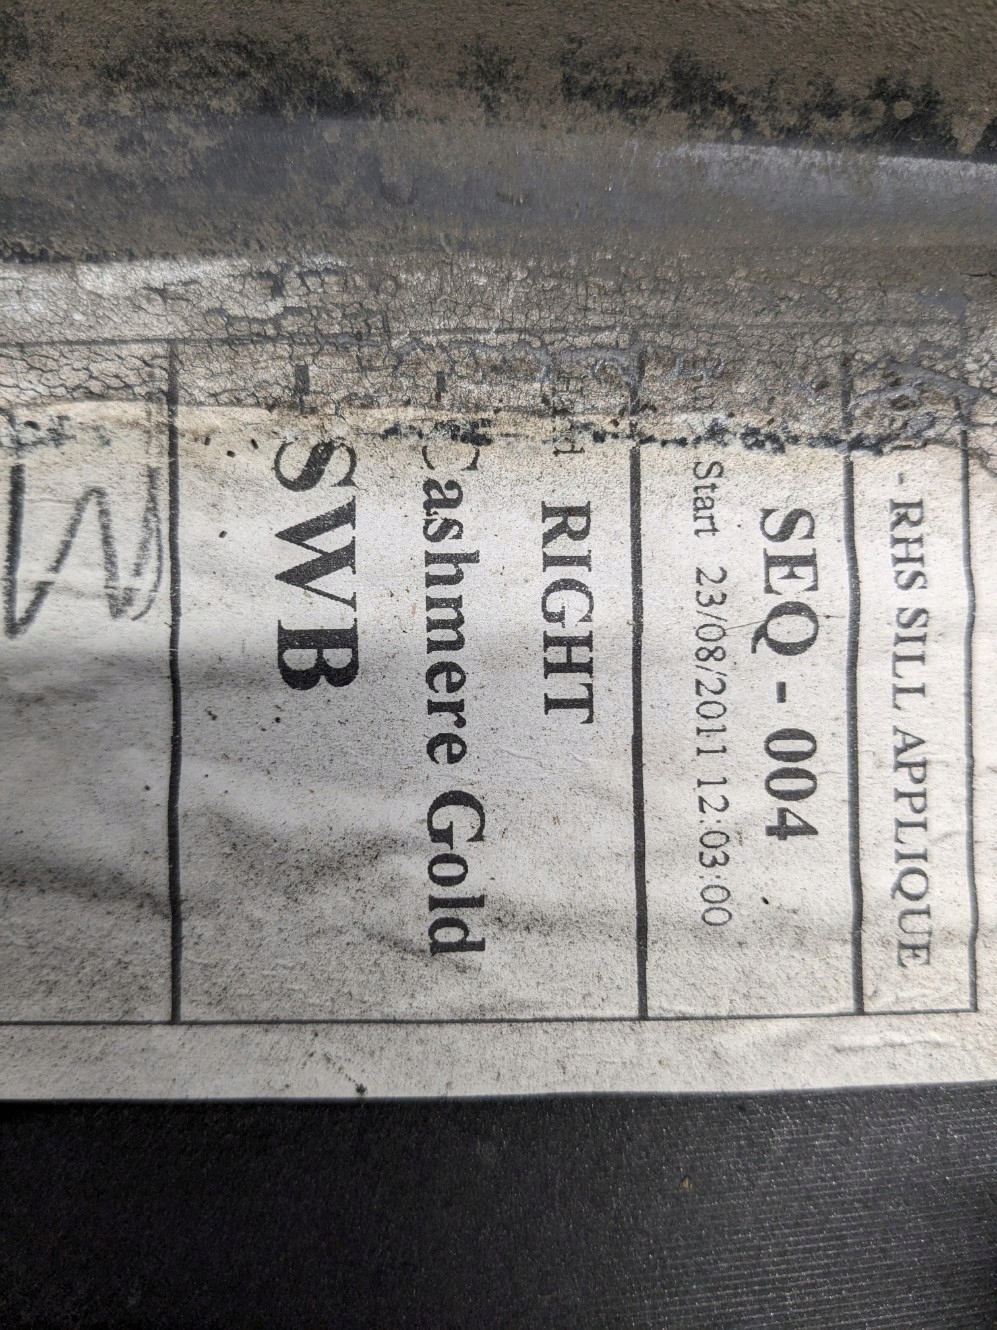 - RHS SILL APPLIQUE
SEQ - 004
Start 23/08/2011 12:03:00
RIGHT
Cashmere Gold
SWB